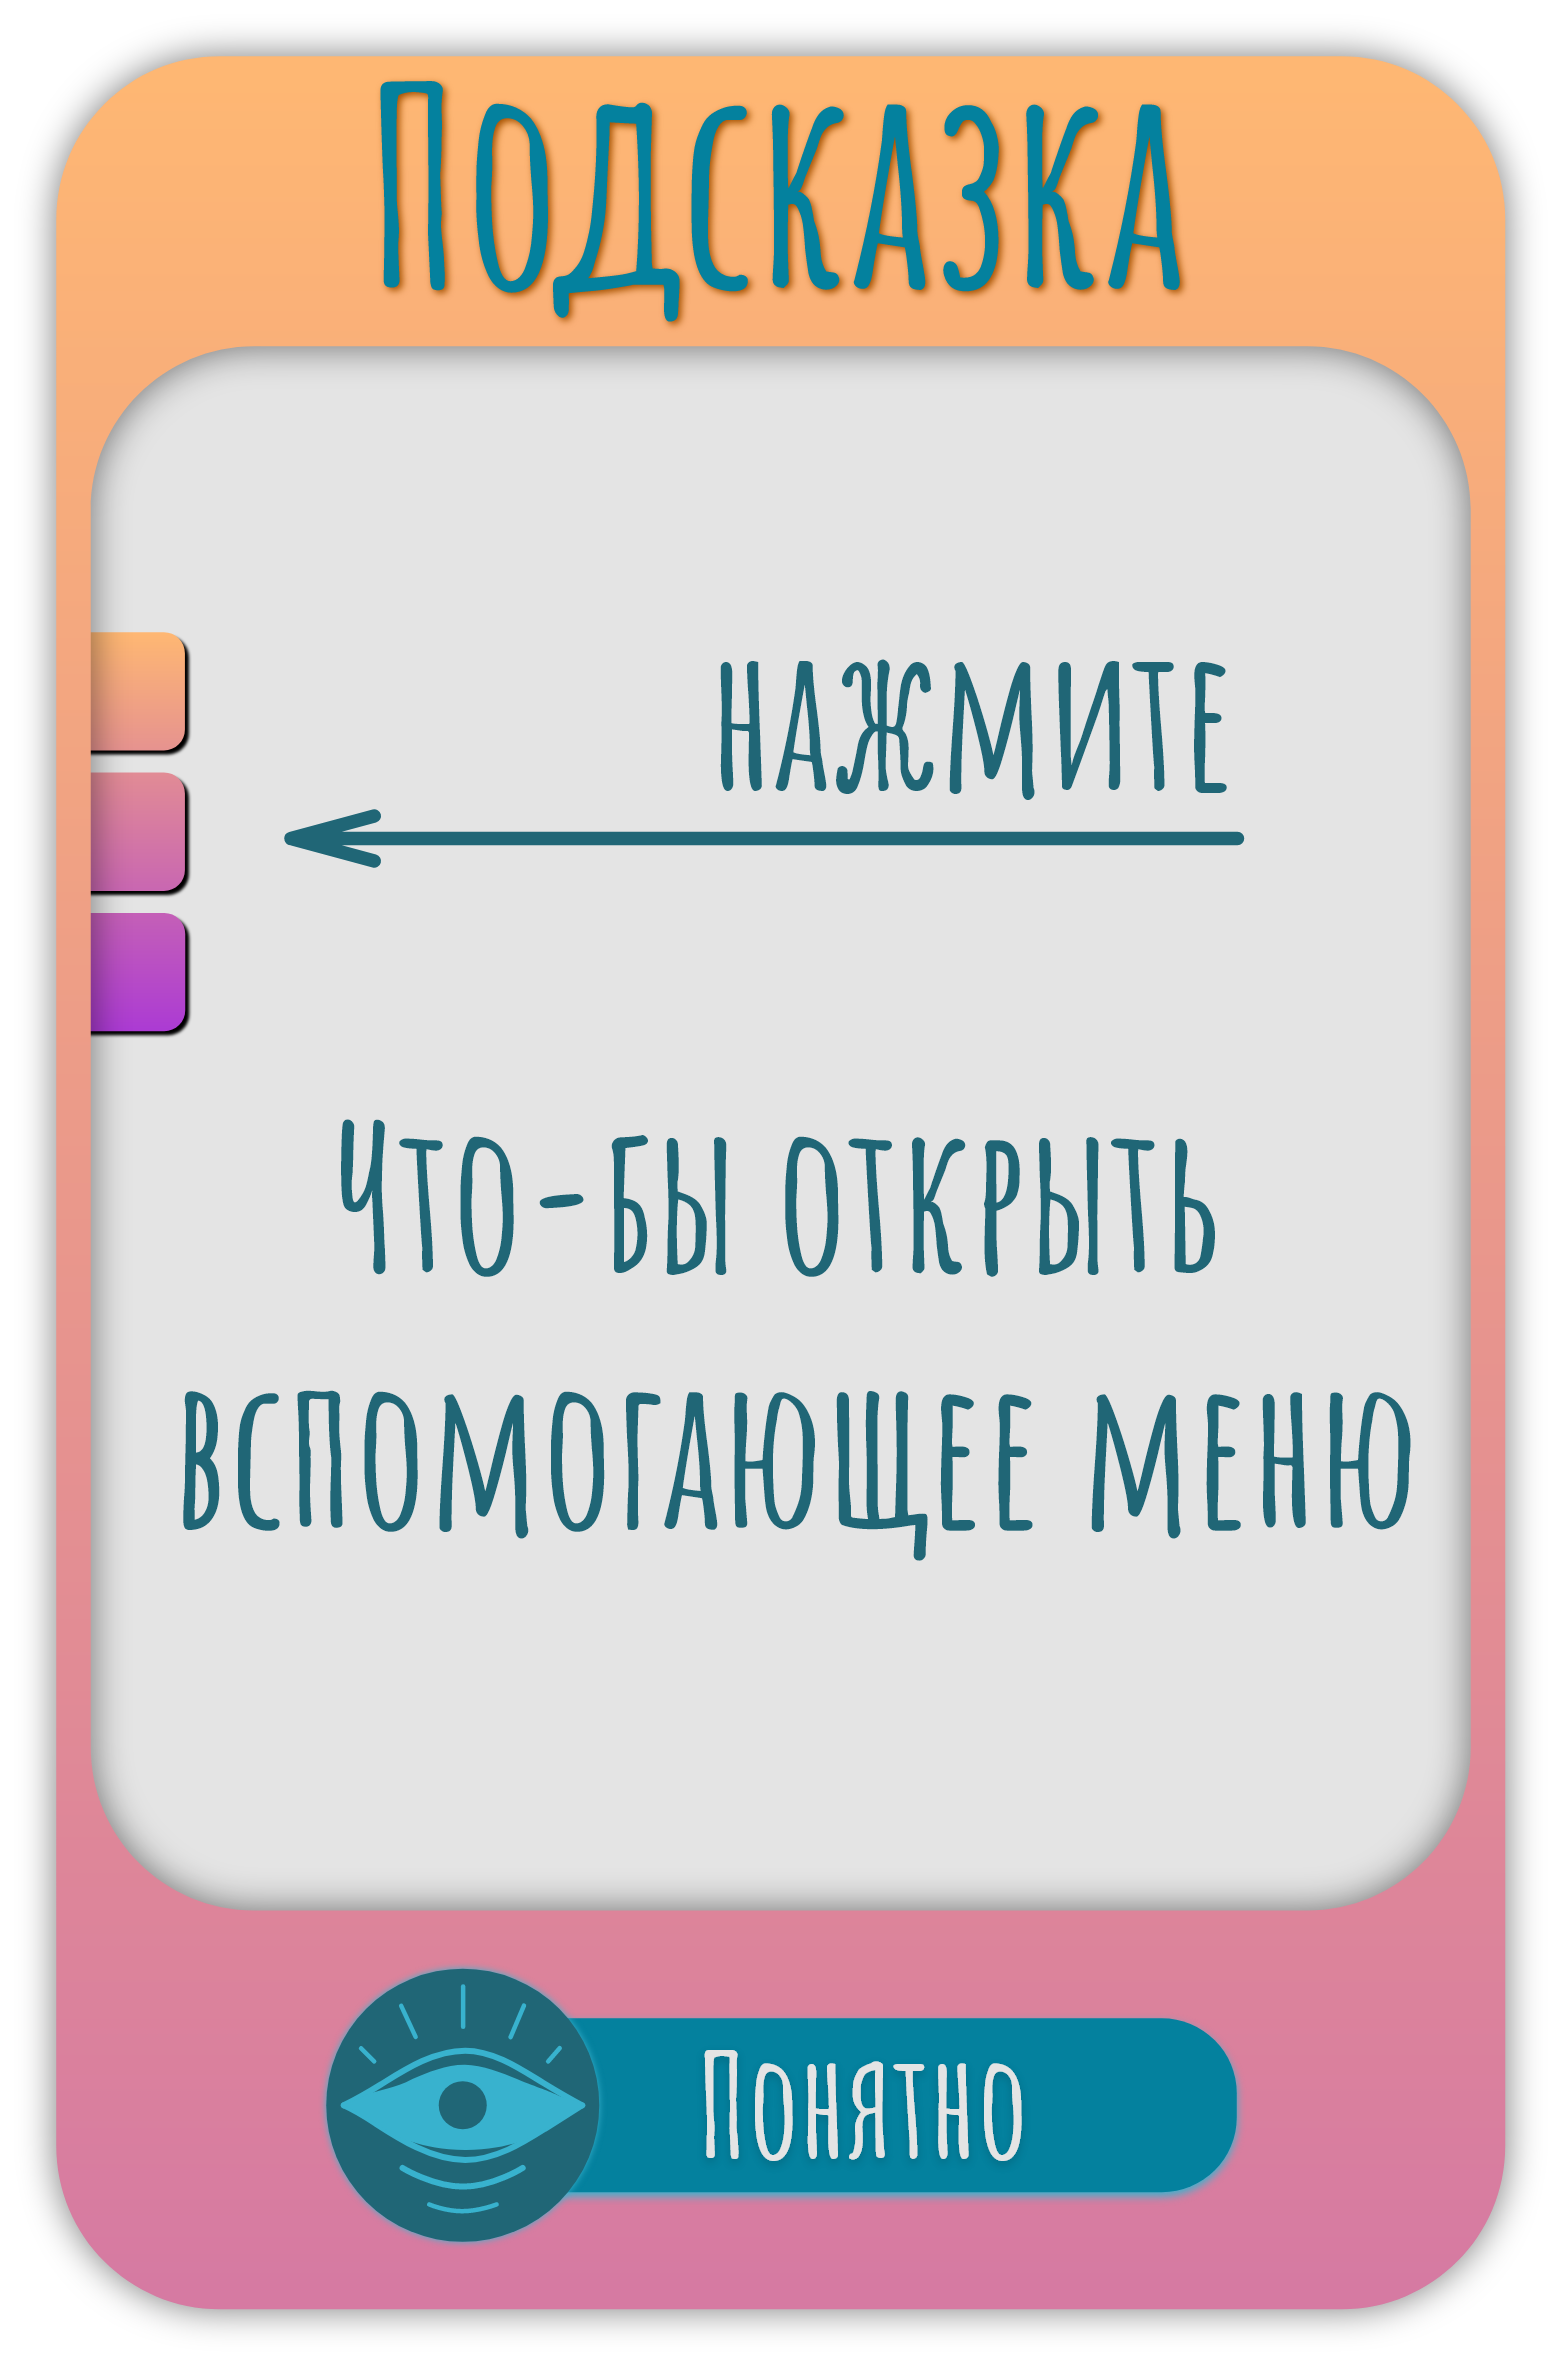 Подсказка
нажмите
Что-бы открыть
вспомогающее меню
Понятно